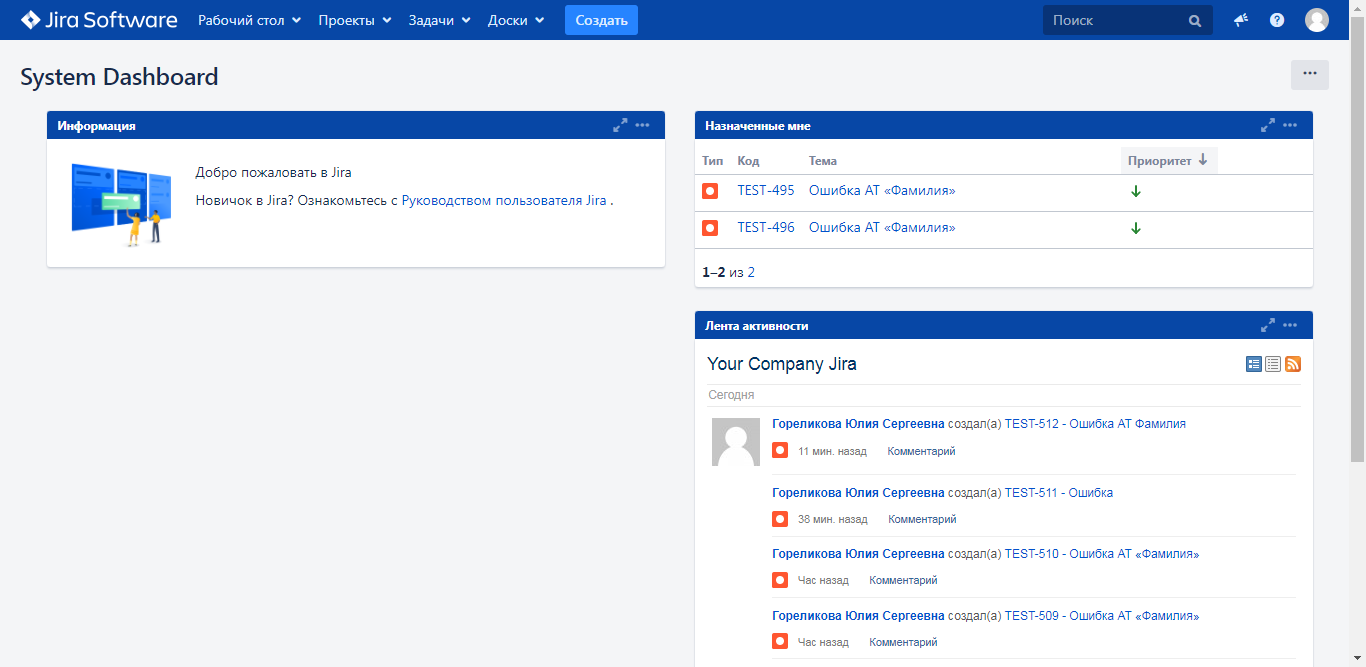 Jira Software Рабочий стол Проекты Задачи Доски Создать Поиск
System Dashboard
Информация
Добро пожаловать в Jira
Новичок в Jira? Ознакомьтесь с Руководством пользователя Jira .
Назначенные мне
Тип Код Тема Приоритет
TEST-495 Ошибка АТ «Фамилия»
TEST-496 Ошибка АТ «Фамилия»
1–2 из 2
Лента активности
Your Company Jira
Сегодня
Гореликова Юлия Сергеевна создал(а) TEST-512 - Ошибка АТ Фамилия
11 мин. назад Комментарий
Гореликова Юлия Сергеевна создал(а) TEST-511 - Ошибка
38 мин. назад Комментарий
Гореликова Юлия Сергеевна создал(а) TEST-510 - Ошибка АТ «Фамилия»
Час назад Комментарий
Гореликова Юлия Сергеевна создал(а) TEST-509 - Ошибка АТ «Фамилия»
Час назад Комментарий